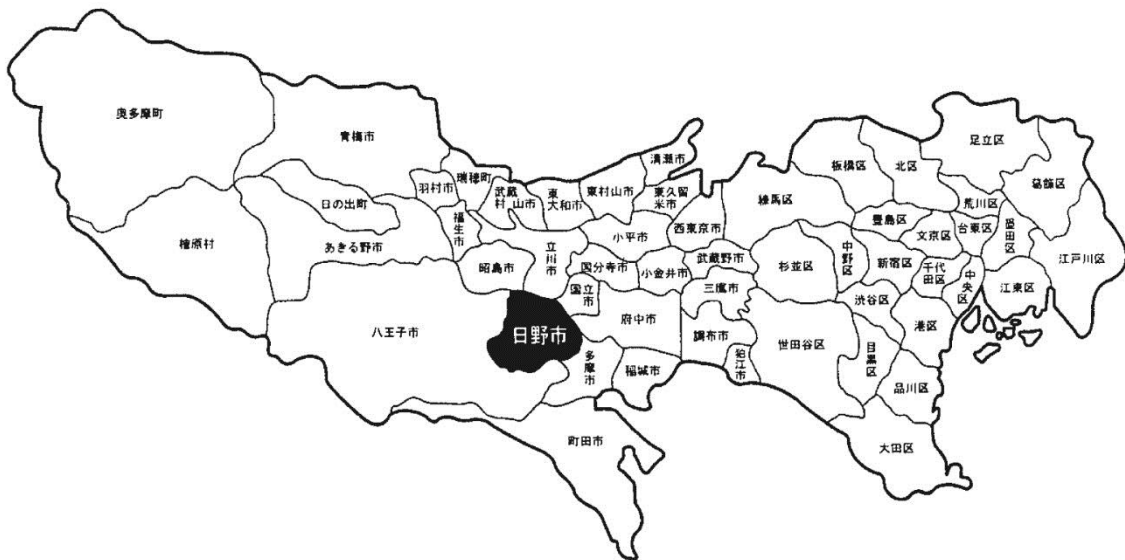 奥多摩町
青梅市
檜原村
日の出町
あきる野市
八王子市
羽村市
瑞穂町
福生市
昭島市
武蔵
村山市
東
大和市
立川市
東村山市
清瀬市
東久留
米市
小平市
西東京市
国分寺市
小金井市
武蔵野市
国立市
三鷹市
日野市
府中市
調布市
狛江市
多摩市
稲城市
町田市
練馬区
板橋区
北区
足立区
葛飾区
荒川区
豊島区
文京区
台東区
墨田区
江戸川区
杉並区
中野区
新宿区
千代
田区
中央区
江東区
渋谷区
港区
世田谷区
目黒区
品川区
大田区